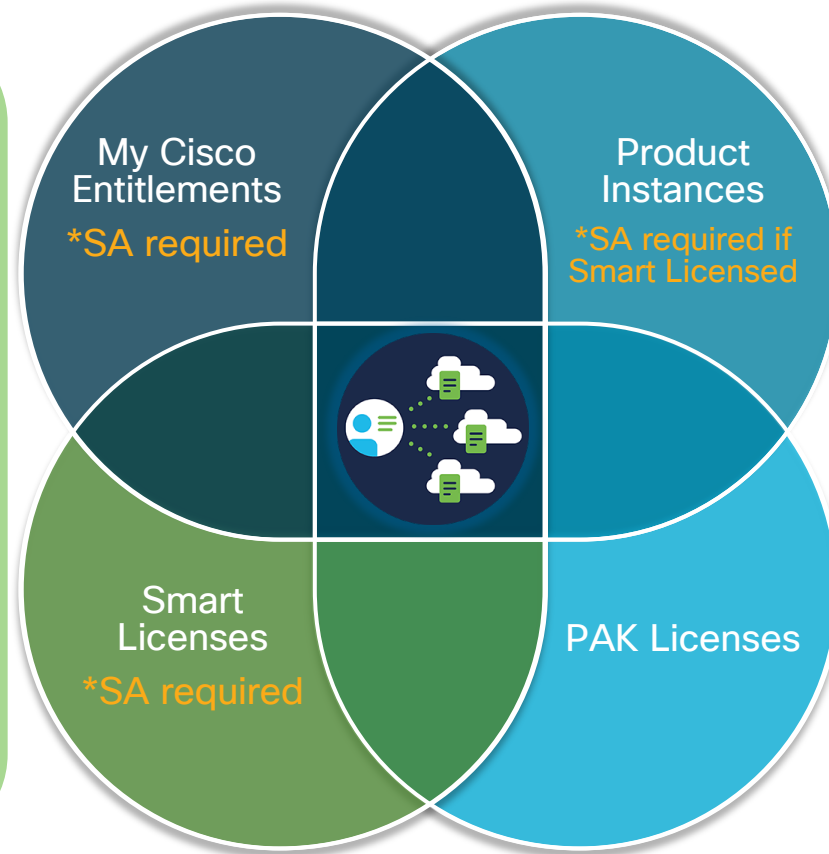 My Cisco
Entitlements
*SA required
Product
Instances
*SA required if
Smart Licensed
Smart
Licenses
*SA required
PAK Licenses